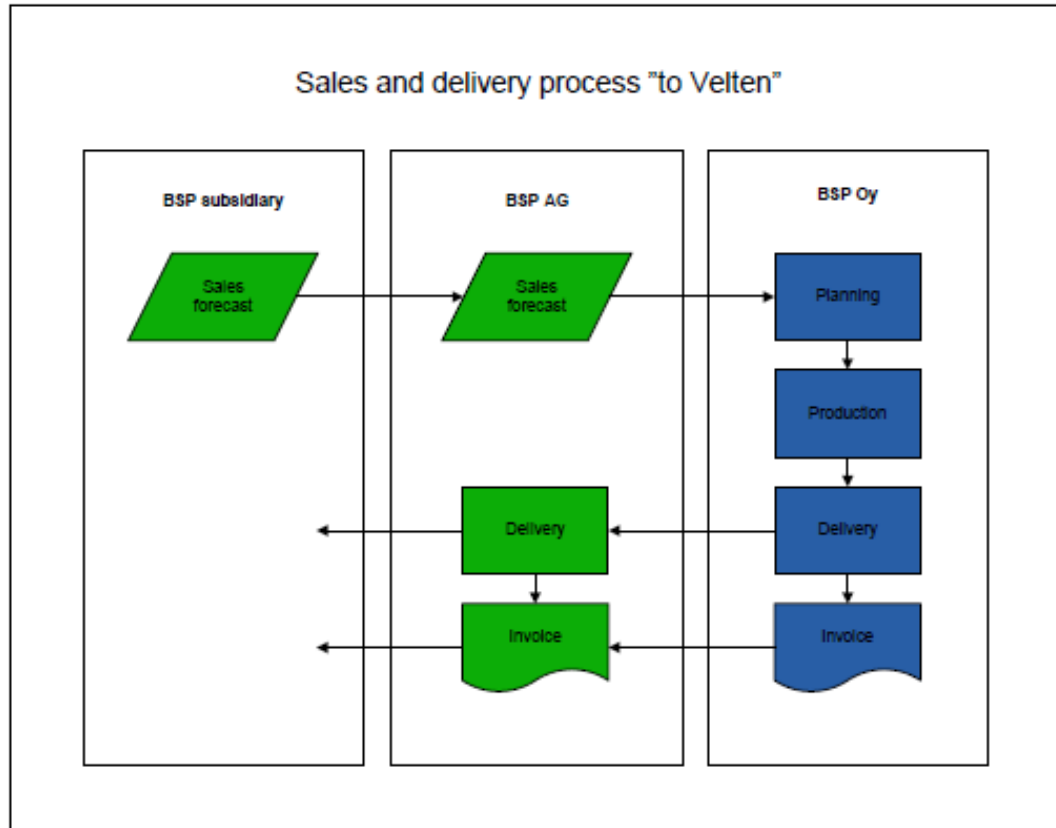 Sales and delivery process ”to Velten”
BSP subsidiary
BSP AG
BSP Oy
Sales
forecast
Sales
forecast
Planning
Production
Delivery
Delivery
Invoice
Invoice